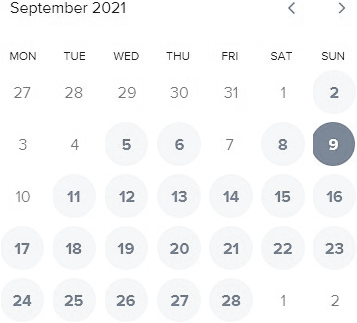 September 2021
MON TUE WED THU FRI SAT SUN
27 28 29 30 31 1 2
3 4 5 6 7 8 9
10 11 12 13 14 15 16
17 18 19 20 21 22 23
24 25 26 27 28 1 2